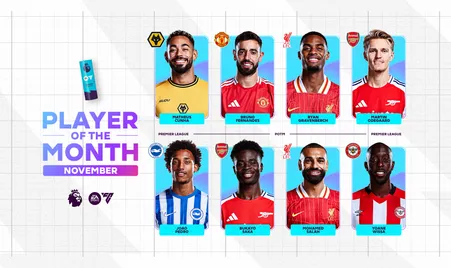 PLAYER
OF THE
MONTH
NOVEMBER
MATHEUS
CUNHA
BRUNO
FERNANDES
RYAN
GRAVENBERCH
MARTIN
ODEGAARD
PREMIER LEAGUE
POTM
PREMIER LEAGUE
JOAO
PEDRO
BUKAYO
SAKA
MOHAMED
SALAH
YOANE
WISSA